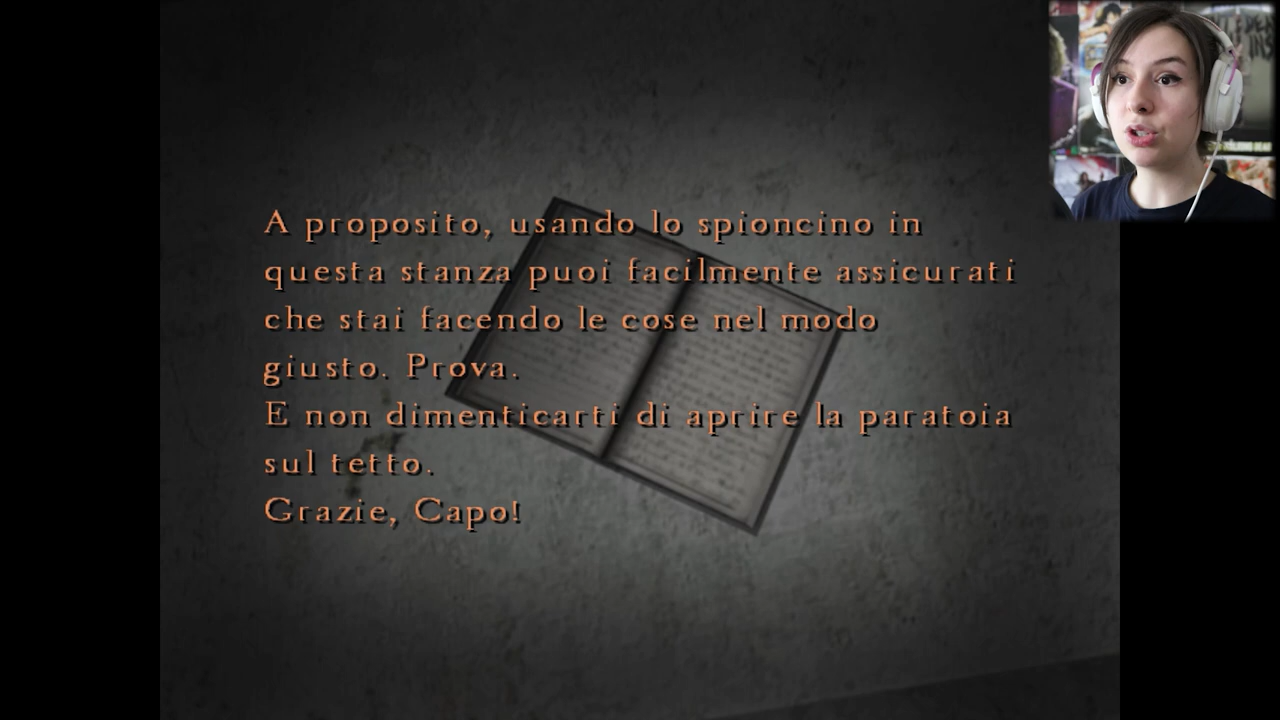 A proposito, usando lo spioncino in
questa stanza puoi facilmente assicurati
che stai facendo le cose nel modo
giusto. Prova.
E non dimenticarti di aprire la paratoia
sul tetto.
Grazie, Capo!